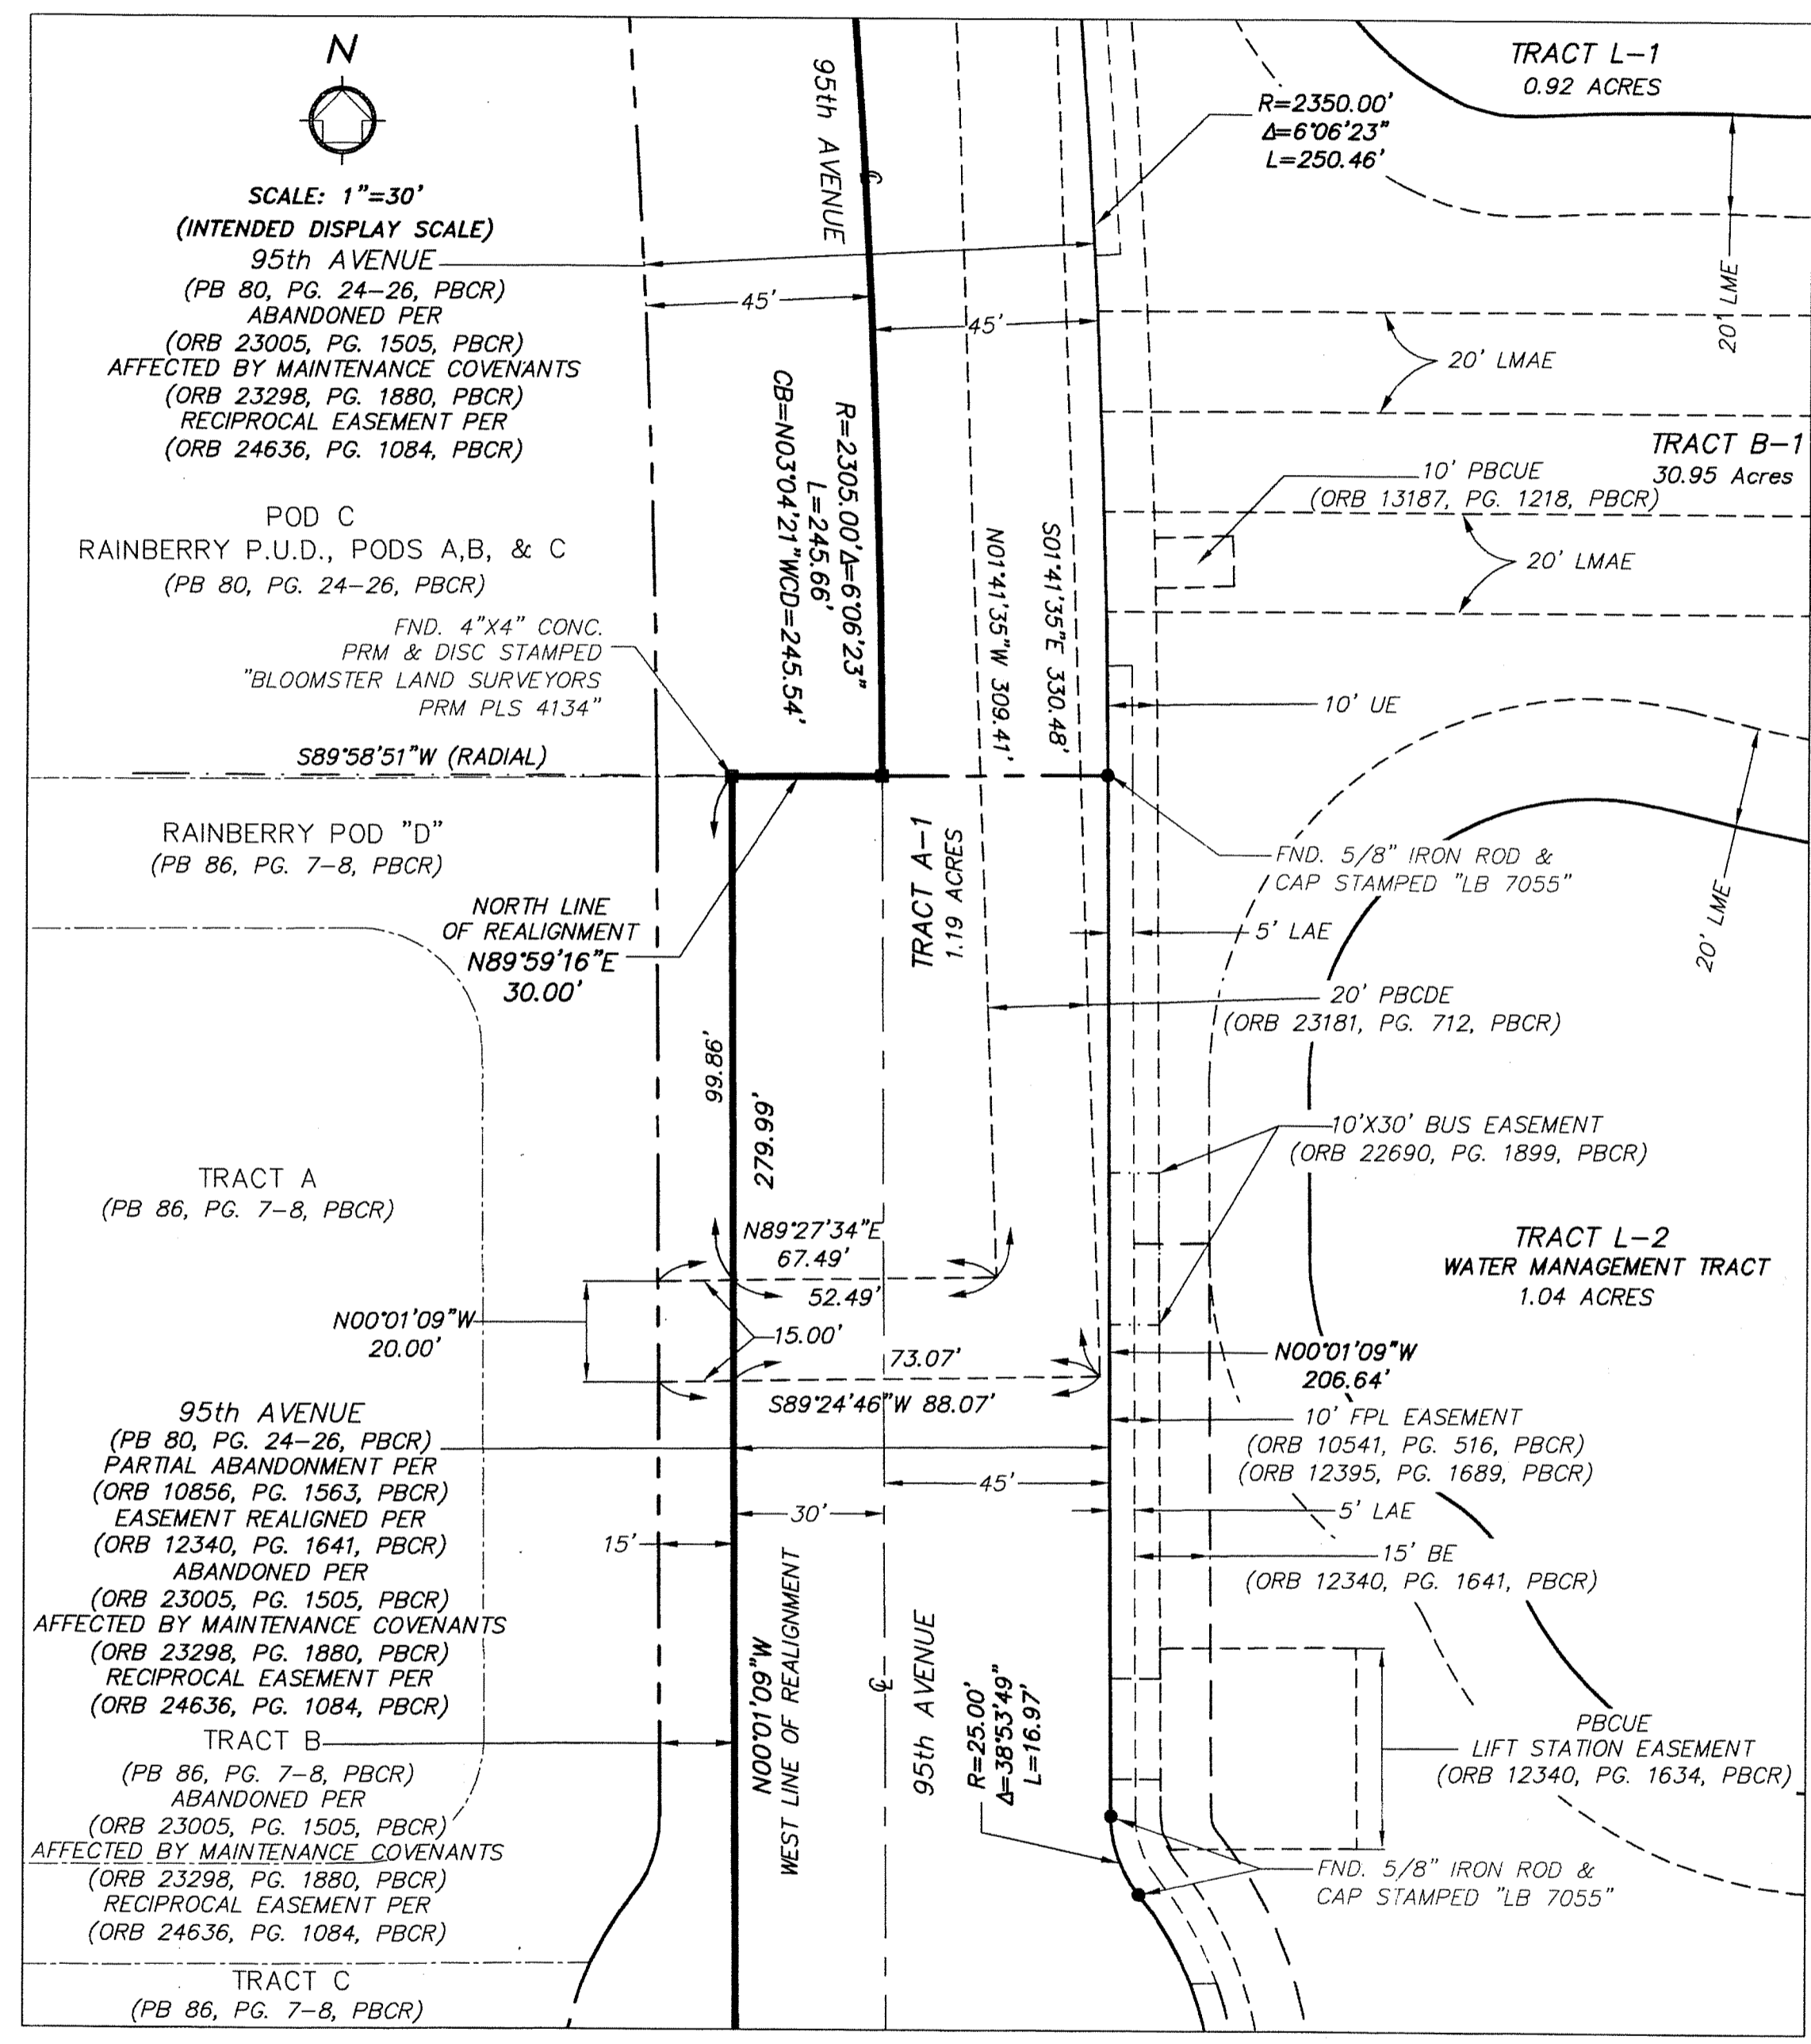 N
SCALE: 1"=30'
(INTENDED DISPLAY SCALE)
95th AVENUE
(PB 80, PG. 24-26, PBCR)
ABANDONED PER
(ORB 23005, PG. 1505, PBCR)
AFFECTED BY MAINTENANCE COVENANTS
(ORB 23298, PG. 1880, PBCR)
RECIPROCAL EASEMENT PER
(ORB 24636, PG. 1084, PBCR)
POD C
RAINBERRY P.U.D., PODS A,B, & C
(PB 80, PG. 24-26, PBCR)
FND. 4"X4" CONC.
PRM & DISC STAMPED
"BLOOMSTER LAND SURVEYORS
PRM PLS 4134"
S89°58'51"W (RADIAL)
RAINBERRY POD "D"
(PB 86, PG. 7-8, PBCR)
NORTH LINE
OF REALIGNMENT
N89°59'16"E
30.00'
TRACT A
(PB 86, PG. 7-8, PBCR)
N00°01'09"W
20.00'
95th AVENUE
(PB 80, PG. 24-26, PBCR)
PARTIAL ABANDONMENT PER
(ORB 10856, PG. 1563, PBCR)
EASEMENT REALIGNED PER
(ORB 12340, PG. 1641, PBCR)
ABANDONED PER
(ORB 23005, PG. 1505, PBCR)
AFFECTED BY MAINTENANCE COVENANTS
(ORB 23298, PG. 1880, PBCR)
RECIPROCAL EASEMENT PER
(ORB 24636, PG. 1084, PBCR)
TRACT B
(PB 86, PG. 7-8, PBCR)
ABANDONED PER
(ORB 23005, PG. 1505, PBCR)
AFFECTED BY MAINTENANCE COVENANTS
(ORB 23298, PG. 1880, PBCR)
RECIPROCAL EASEMENT PER
(ORB 24636, PG. 1084, PBCR)
TRACT C
(PB 86, PG. 7-8, PBCR)
95th AVENUE
℄
45'
45'
R=2305.00'Δ=6°06'23"
L=245.66'
CB=N03°04'21"WCD=245.54'
N01°41'35"W 309.41'
S01°41'35"E 330.48'
TRACT A-1
1.19 ACRES
99.86'
279.99'
N89°27'34"E
67.49'
52.49'
15.00'
73.07'
S89°24'46"W 88.07'
45'
30'
15'
N00°01'09"W
WEST LINE OF REALIGNMENT
℄
95th AVENUE
R=25.00'
Δ=38°53'49"
L=16.97'
R=2350.00'
Δ=6°06'23"
L=250.46'
TRACT L-1
0.92 ACRES
20' LME
20' LMAE
TRACT B-1
30.95 Acres
10' PBCUE
(ORB 13187, PG. 1218, PBCR)
20' LMAE
10' UE
FND. 5/8" IRON ROD &
CAP STAMPED "LB 7055"
20' LME
5' LAE
20' PBCDE
(ORB 23181, PG. 712, PBCR)
10'X30' BUS EASEMENT
(ORB 22690, PG. 1899, PBCR)
TRACT L-2
WATER MANAGEMENT TRACT
1.04 ACRES
N00°01'09"W
206.64'
10' FPL EASEMENT
(ORB 10541, PG. 516, PBCR)
(ORB 12395, PG. 1689, PBCR)
5' LAE
15' BE
(ORB 12340, PG. 1641, PBCR)
PBCUE
LIFT STATION EASEMENT
(ORB 12340, PG. 1634, PBCR)
FND. 5/8" IRON ROD &
CAP STAMPED "LB 7055"